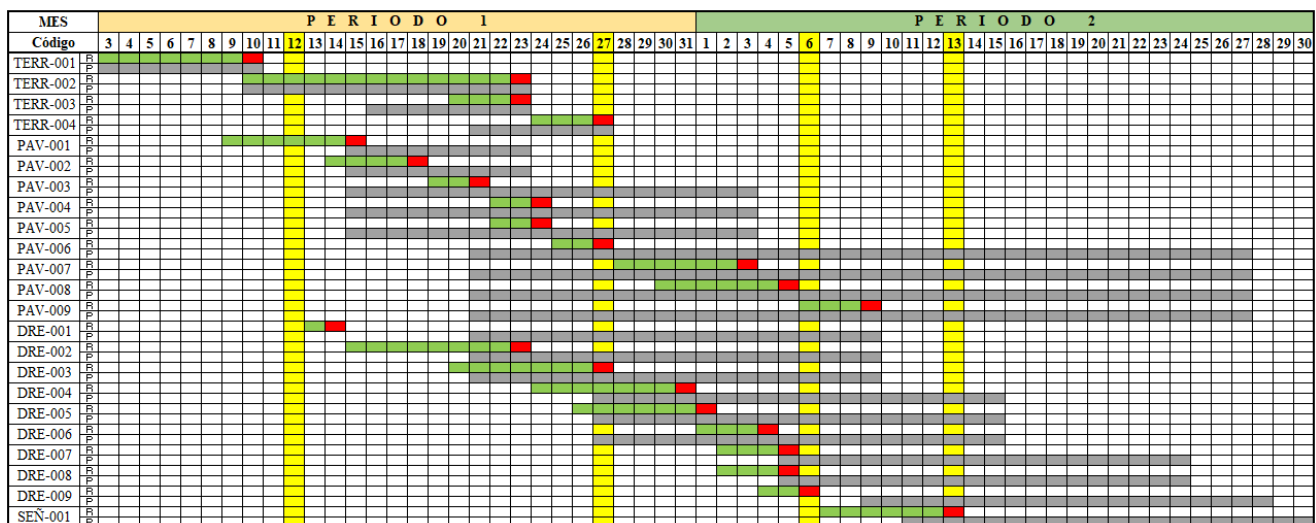 MES P E R I O D O 1 P E R I O D O 2
Código 3 4 5 6 7 8 9 10 11 12 13 14 15 16 17 18 19 20 21 22 23 24 25 26 27 28 29 30 31 1 2 3 4 5 6 7 8 9 10 11 12 13 14 15 16 17 18 19 20 21 22 23 24 25 26 27 28 29 30
TERR-001 R
P
TERR-002 R
P
TERR-003 R
P
TERR-004 R
P
PAV-001 R
P
PAV-002 R
P
PAV-003 R
P
PAV-004 R
P
PAV-005 R
P
PAV-006 R
P
PAV-007 R
P
PAV-008 R
P
PAV-009 R
P
DRE-001 R
P
DRE-002 R
P
DRE-003 R
P
DRE-004 R
P
DRE-005 R
P
DRE-006 R
P
DRE-007 R
P
DRE-008 R
P
DRE-009 R
P
SEÑ-001 R
P